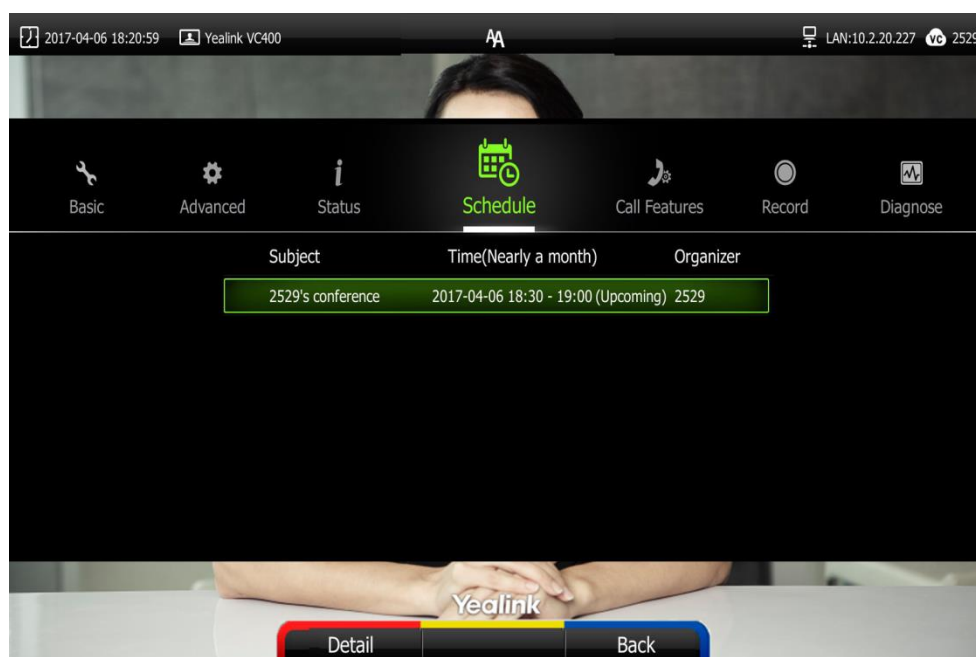 2017-04-06 18:20:59 Yealink VC400 AA LAN:10.2.20.227 VC 2529
Basic Advanced Status Schedule Call Features Record Diagnose
Subject Time(Nearly a month) Organizer
2529's conference 2017-04-06 18:30 - 19:00 (Upcoming) 2529
Yealink
Detail Back